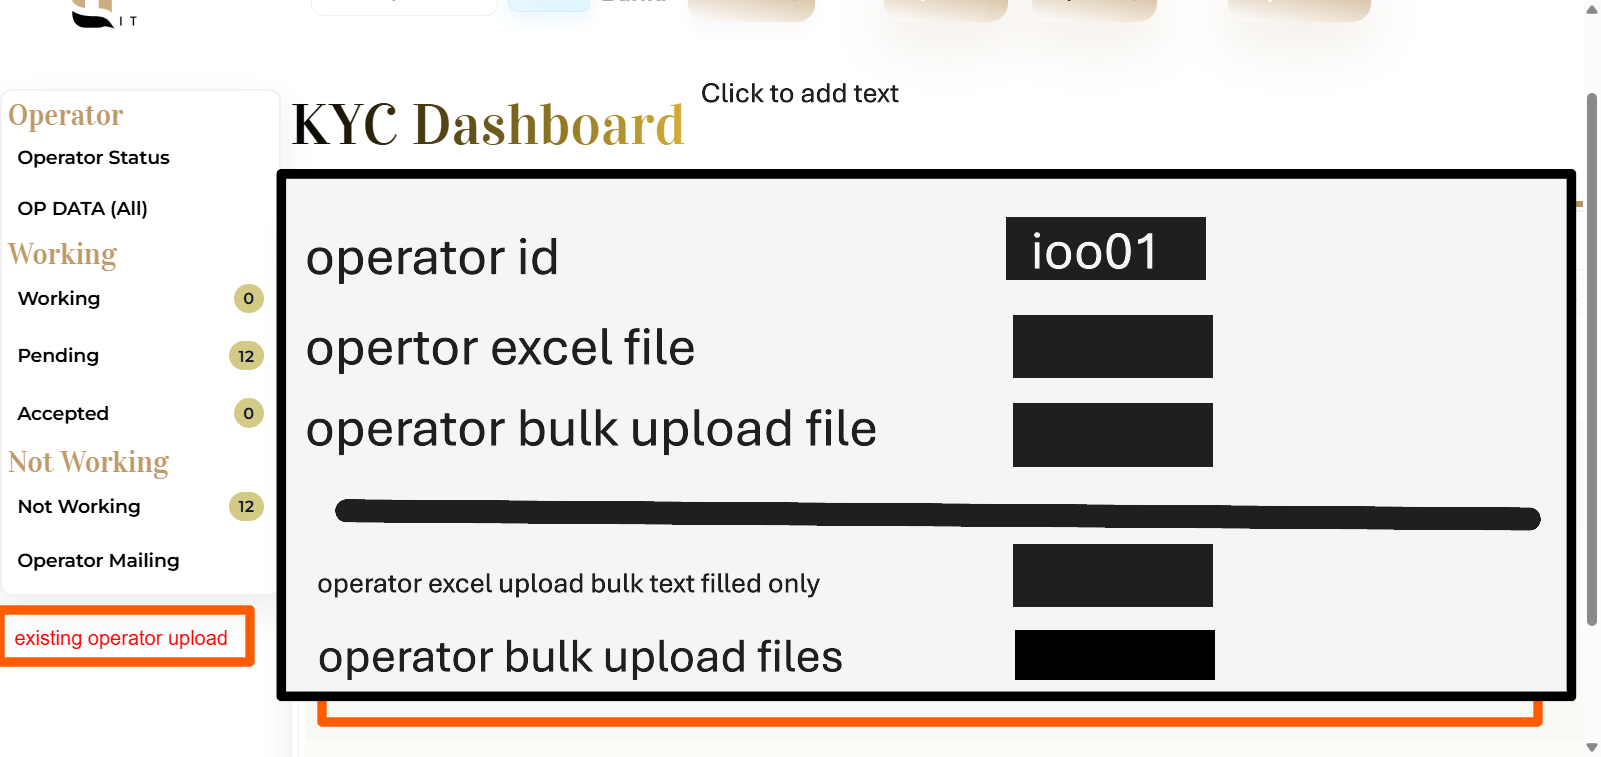 IT
Click to add text
KYC Dashboard
Operator
Operator Status
OP DATA (All)
Working
Working 0
Pending 12
Accepted 0
Not Working
Not Working 12
Operator Mailing
existing operator upload
operator id ioo01
opertor excel file
operator bulk upload file
operator excel upload bulk text filled only
operator bulk upload files